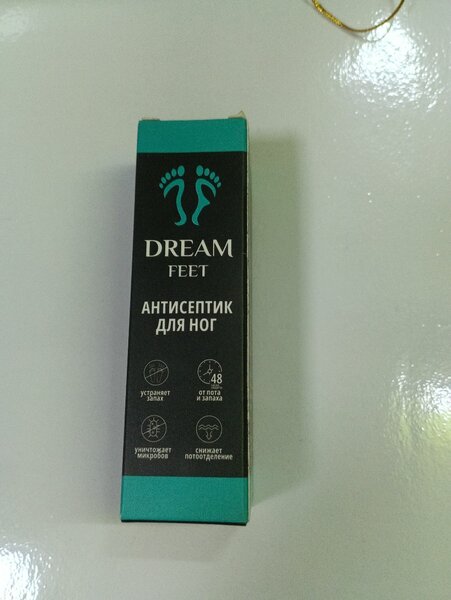 DREAM
FEET
АНТИСЕПТИК
ДЛЯ НОГ
устраняет
запах
48
от пота
и запаха
уничтожает
микробов
снижает
потоотделение